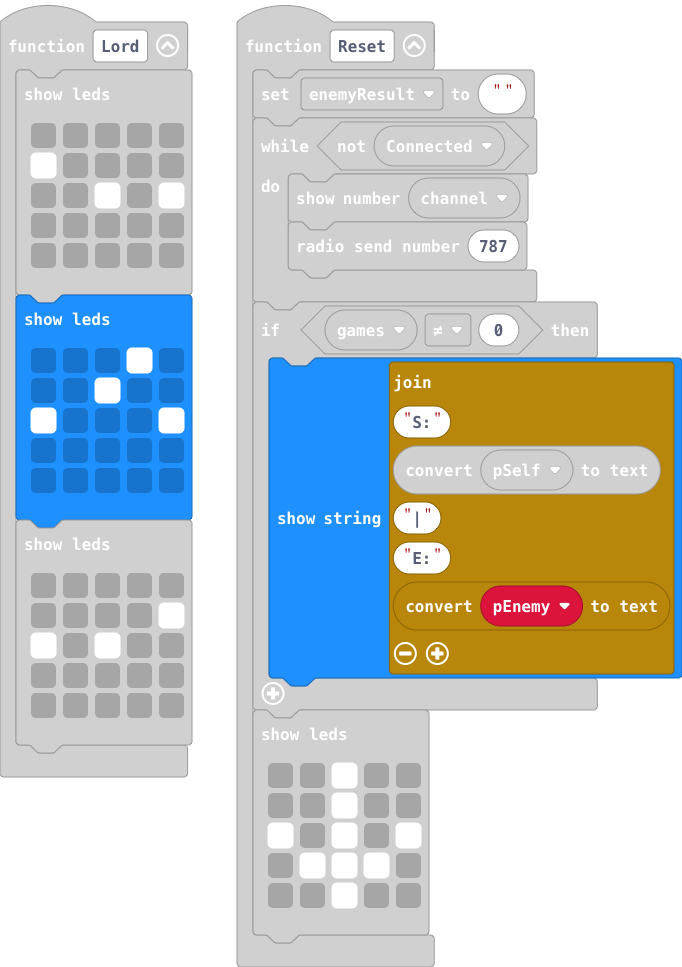 function Lord
show leds
show leds
show leds
function Reset
set enemyResult to " "
while not Connected
do
show number channel
radio send number 787
if games ≠ 0 then
show string
join
"S:"
convert pSelf to text
"|"
"E:"
convert pEnemy to text
show leds